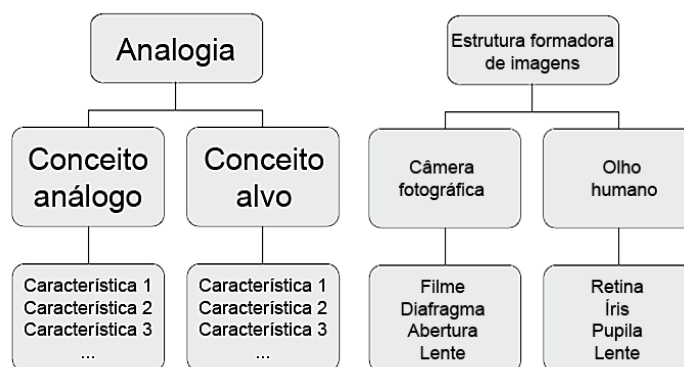 Analogia
Conceito
análogo
Conceito
alvo
Característica 1
Característica 2
Característica 3
...
Característica 1
Característica 2
Característica 3
...
Estrutura formadora
de imagens
Câmera
fotográfica
Olho
humano
Filme
Diafragma
Abertura
Lente
Retina
Íris
Pupila
Lente